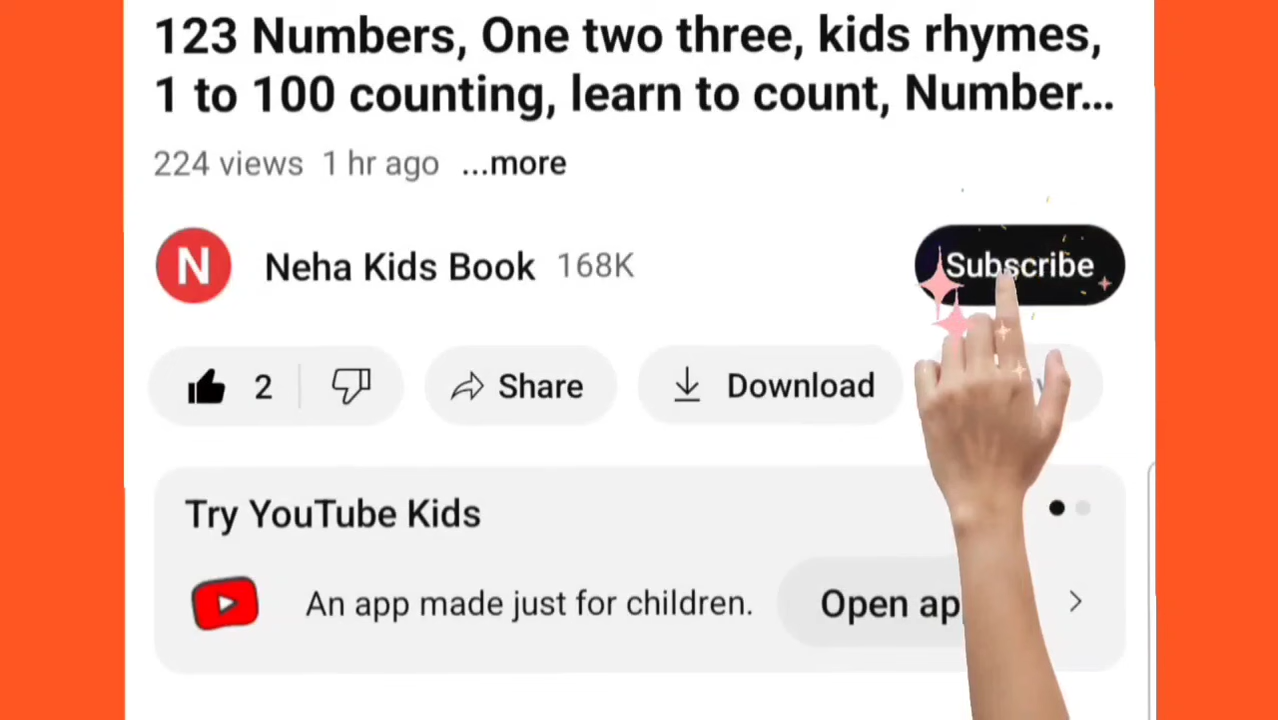 123 Numbers, One two three, kids rhymes,
1 to 100 counting, learn to count, Number...
224 views 1 hr ago ...more
N Neha Kids Book 168K Subscribe
2 Share Download
Try YouTube Kids
An app made just for children. Open ap